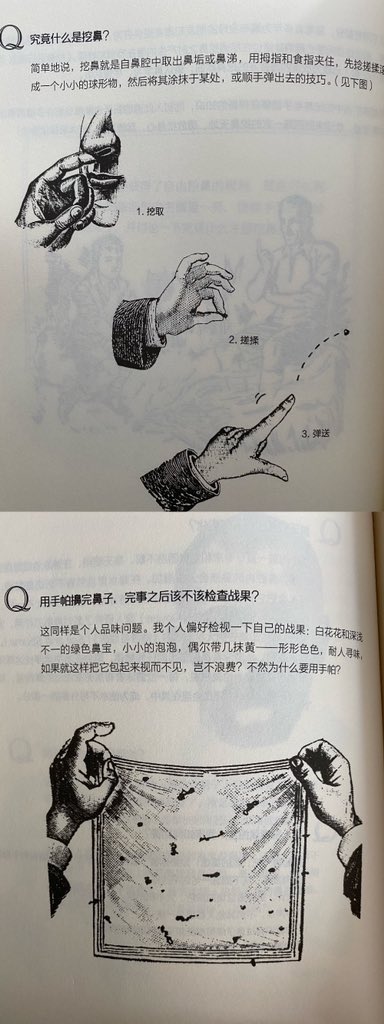 Q 究竟什么是挖鼻？
简单地说，挖鼻就是自鼻腔中取出鼻垢或鼻涕，用拇指和食指夹住，先捻搓揉滚
成一个小小的球形物，然后将其涂抹于某处，或顺手弹出去的技巧。（见下图）
1. 挖取
2. 搓揉
3. 弹送
Q 用手帕擤完鼻子，完事之后该不该检查战果？
这同样是个人品味问题。我个人偏好检视一下自己的战果；白花花和深浅
不一的绿色鼻宝，小小的泡泡，偶尔带几抹黄——形形色色，耐人寻味，
如果就这样把它包起来视而不见，岂不浪费？不然为什么要用手帕？